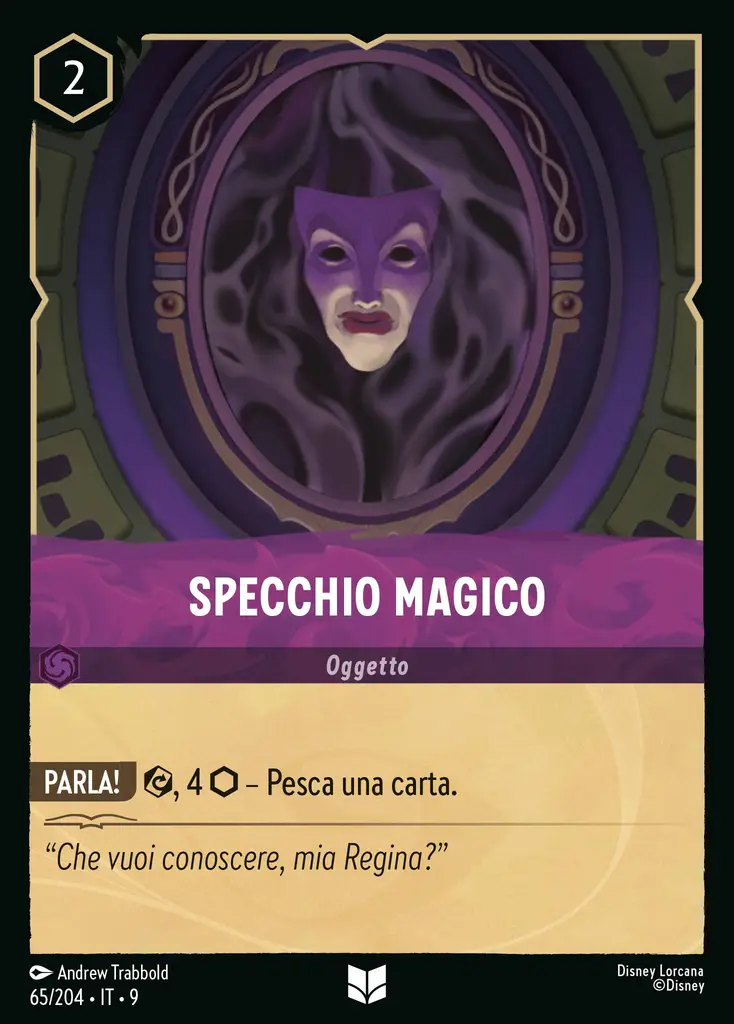 2
SPECCHIO MAGICO
Oggetto
PARLA! , 4 – Pesca una carta.
“Che vuoi conoscere, mia Regina?”
Andrew Trabbold
Disney Lorcana
65/204 • IT • 9
©Disney